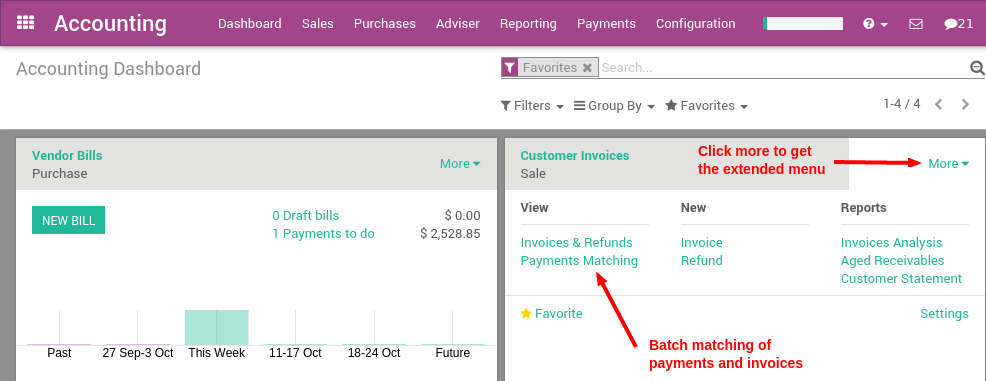 Accounting Dashboard Sales Purchases Adviser Reporting Payments Configuration 21
Accounting Dashboard
Favorites Search...
Filters Group By Favorites 1-4 / 4
Vendor Bills
Purchase
More
Customer Invoices
Sale
Click more to get
the extended menu
More
NEW BILL
0 Draft bills $ 0.00
1 Payments to do $ 2,528.85
Past 27 Sep-3 Oct This Week 11-17 Oct 18-24 Oct Future
View New Reports
Invoices & Refunds Invoice Invoices Analysis
Payments Matching Refund Aged Receivables
Customer Statement
Favorite Settings
Batch matching of
payments and invoices